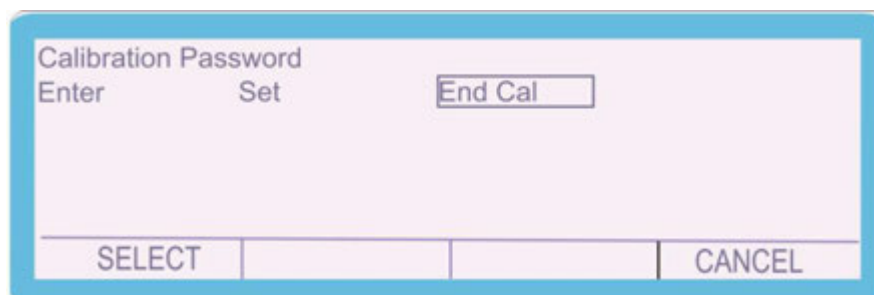 Calibration Password
Enter Set End Cal
SELECT CANCEL